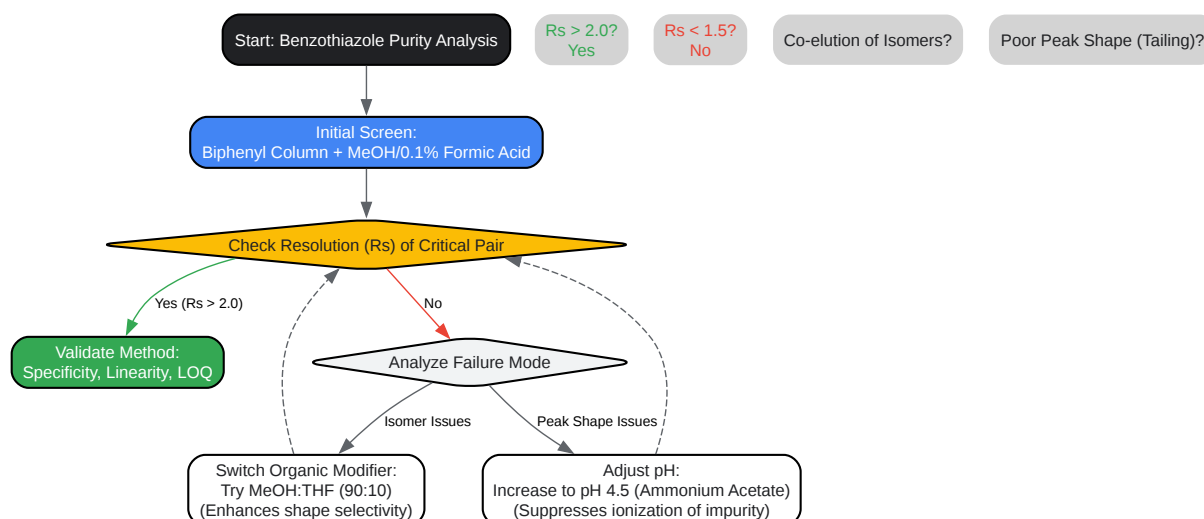 Start: Benzothiazole Purity Analysis
Rs > 2.0?
Yes
Rs < 1.5?
No
Co-elution of Isomers?
Poor Peak Shape (Tailing)?
Initial Screen:
Biphenyl Column + MeOH/0.1% Formic Acid
Check Resolution (Rs) of Critical Pair
Yes (Rs > 2.0)
No
Validate Method:
Specificity, Linearity, LOQ
Analyze Failure Mode
Isomer Issues
Peak Shape Issues
Switch Organic Modifier:
Try MeOH:THF (90:10)
(Enhances shape selectivity)
Adjust pH:
Increase to pH 4.5 (Ammonium Acetate)
(Suppresses ionization of impurity)